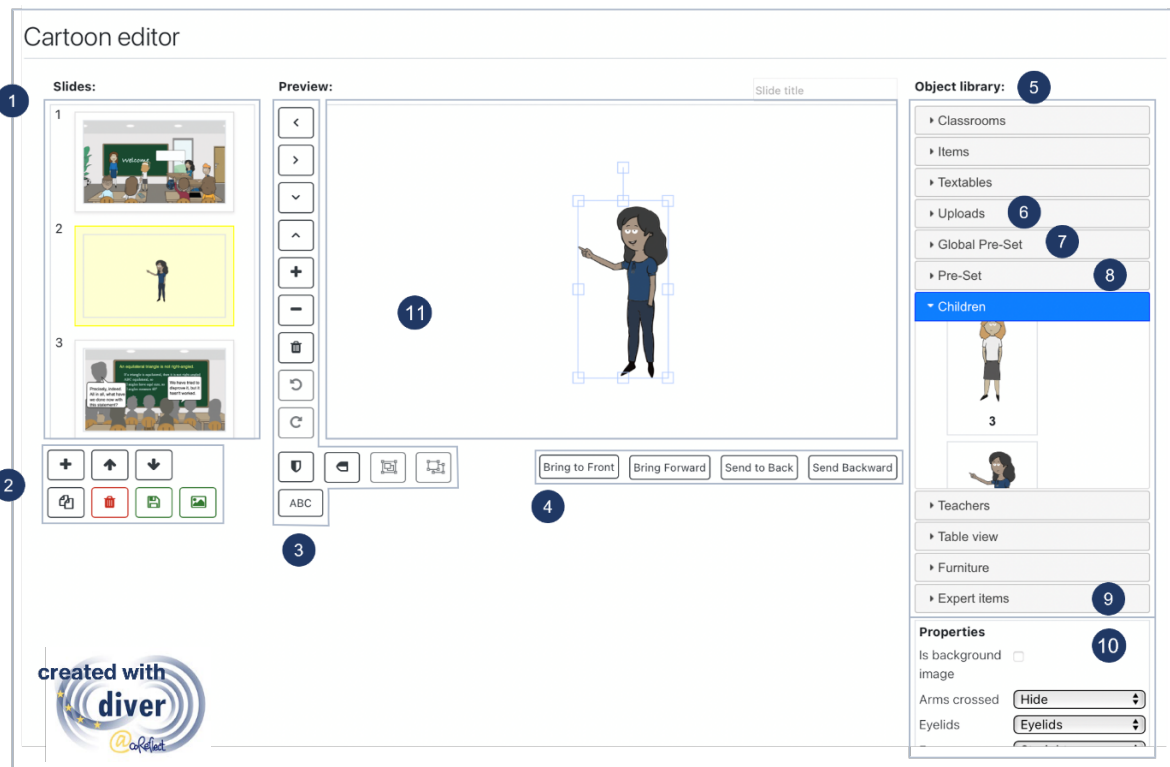 Cartoon editor
Slides:
Preview:
Slide title
Object library:
5
1
1
Welcome
2
3
An equilateral triangle is not right-angled
Precisely, indeed.
All in all, what have
we done now with
this statement?
We have tried to
disprove it, but it
hasn't worked.
2
ABC
3
11
Bring to Front
Bring Forward
Send to Back
Send Backward
4
Classrooms
Items
Textables
Uploads
6
Global Pre-Set
7
Pre-Set
8
Children
3
Teachers
Table view
Furniture
Expert items
9
Properties
10
Is background
image
Arms crossed
Hide
Eyelids
Eyelids
created with
diver
@coReflect